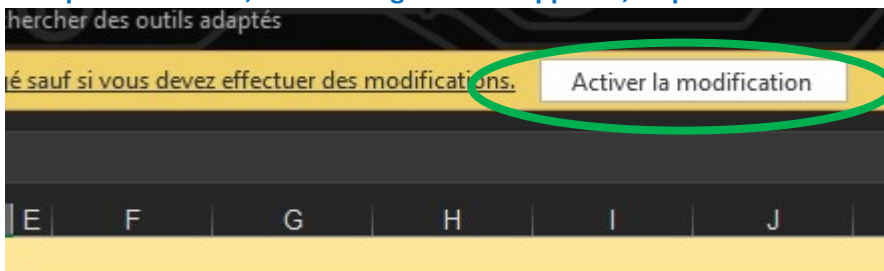 hercher des outils adaptés
é sauf si vous devez effectuer des modifications. Activer la modification
E F G H I J